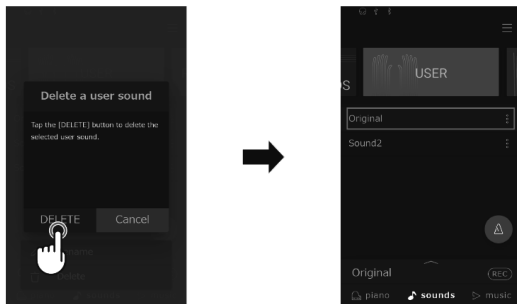 Delete a user sound
Tap the [DELETE] button to delete the
selected user sound.
DELETE
Cancel
Delete
USER
Original
Sound2
Original
REC
piano
sounds
music